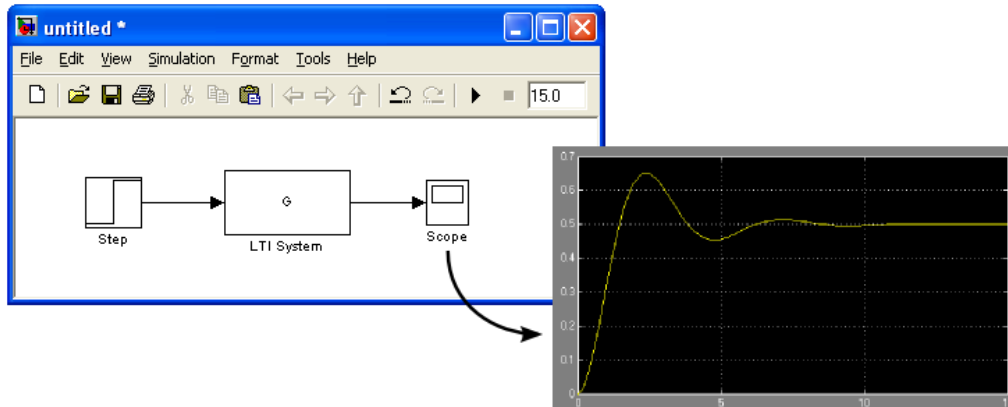 untitled *
File Edit View Simulation Format Tools Help
15.0
G
Step
LTI System
Scope
0.7
0.6
0.5
0.4
0.3
0.2
0.1
0
0 5 10